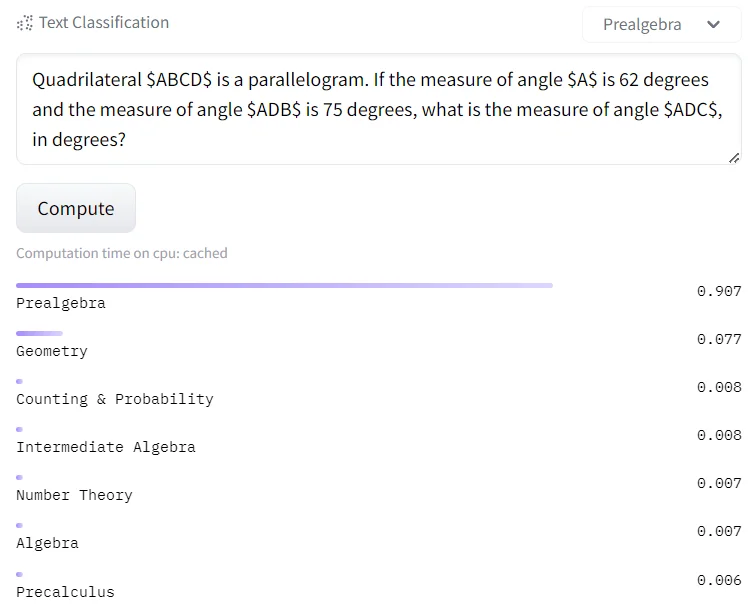 Text Classification
Prealgebra
Quadrilateral $ABCD$ is a parallelogram. If the measure of angle $A$ is 62 degrees
and the measure of angle $ADB$ is 75 degrees, what is the measure of angle $ADC$,
in degrees?
Compute
Computation time on cpu: cached
Prealgebra 0.907
Geometry 0.077
Counting & Probability 0.008
Intermediate Algebra 0.008
Number Theory 0.007
Algebra 0.007
Precalculus 0.006